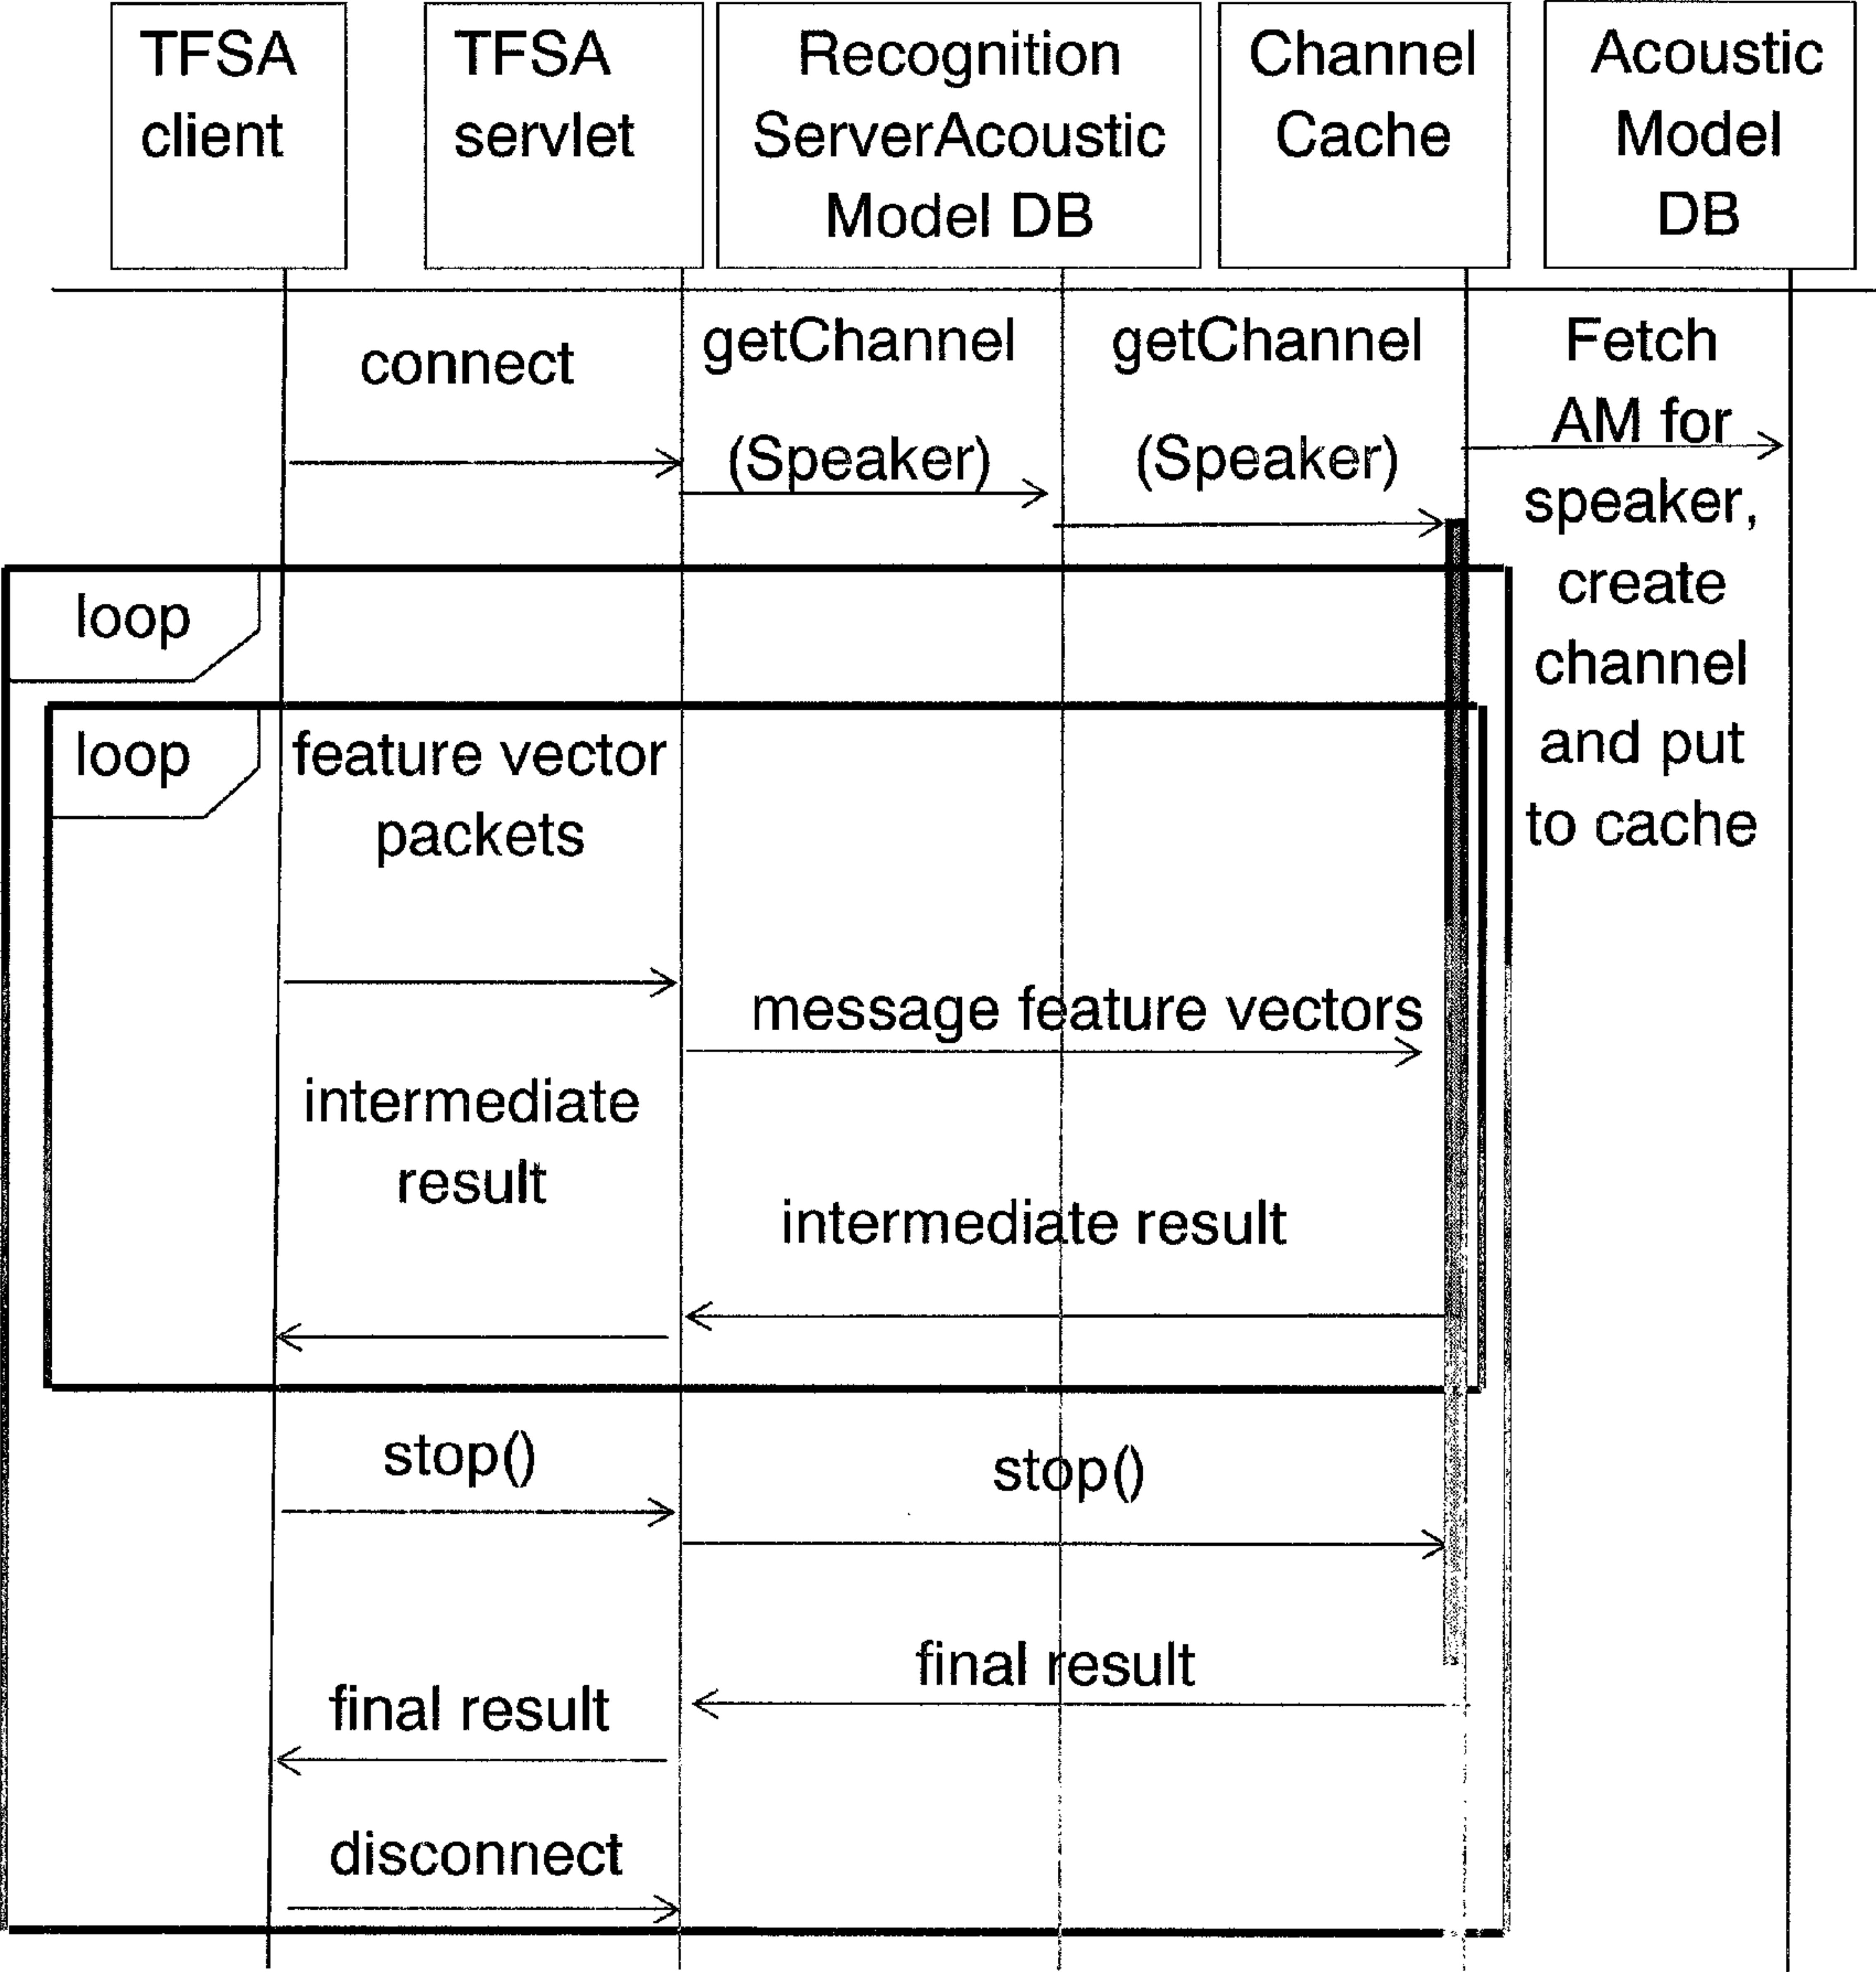 TFSA
client
TFSA
servlet
Recognition
ServerAcoustic
Model DB
Channel
Cache
Acoustic
Model
DB
connect
getChannel
(Speaker)
getChannel
(Speaker)
Fetch
AM for
speaker,
create
channel
and put
to cache
loop
loop
feature vector
packets
message feature vectors
intermediate
result
intermediate result
stop()
stop()
final result
final result
disconnect